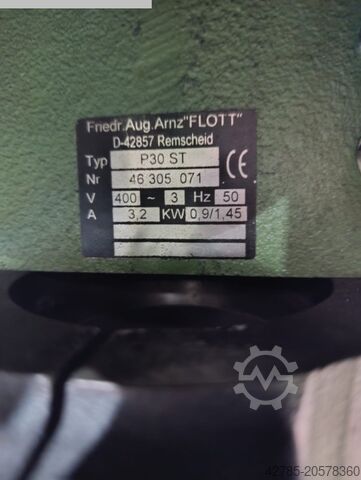 Friedr.Aug.Arnz"FLOTT"
D-42857 Remscheid
Typ P30 ST
Nr 46 305 071
V 400 ~ 3 Hz 50
A 3,2 KW 0,9/1,45
CE
42785-20578360